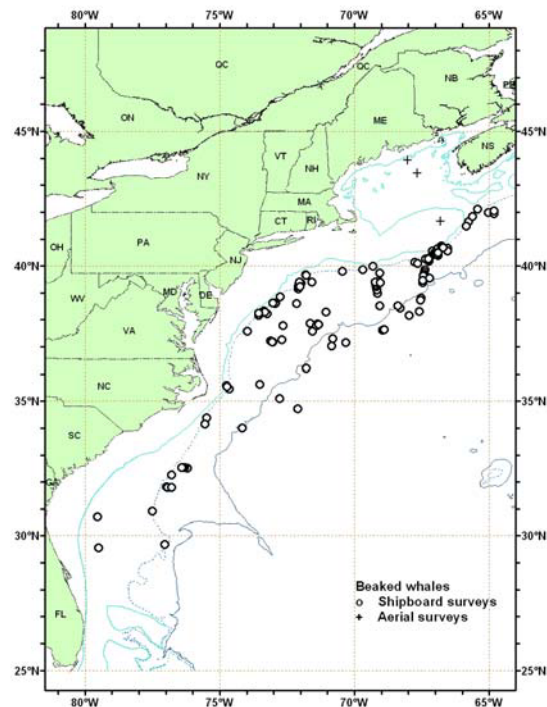 80°W 75°W 70°W 65°W
QC QC NB
PE
ON ME
45°N 45°N
NS
VT
NH
NY
MA
CT RI
PA
OH NJ
40°N 40°N
MD DE
WV
VA
NC
35°N 35°N
SC
30°N 30°N
Beaked whales
Shipboard surveys
FL Aerial surveys
25°N 25°N
80°W 75°W 70°W 65°W